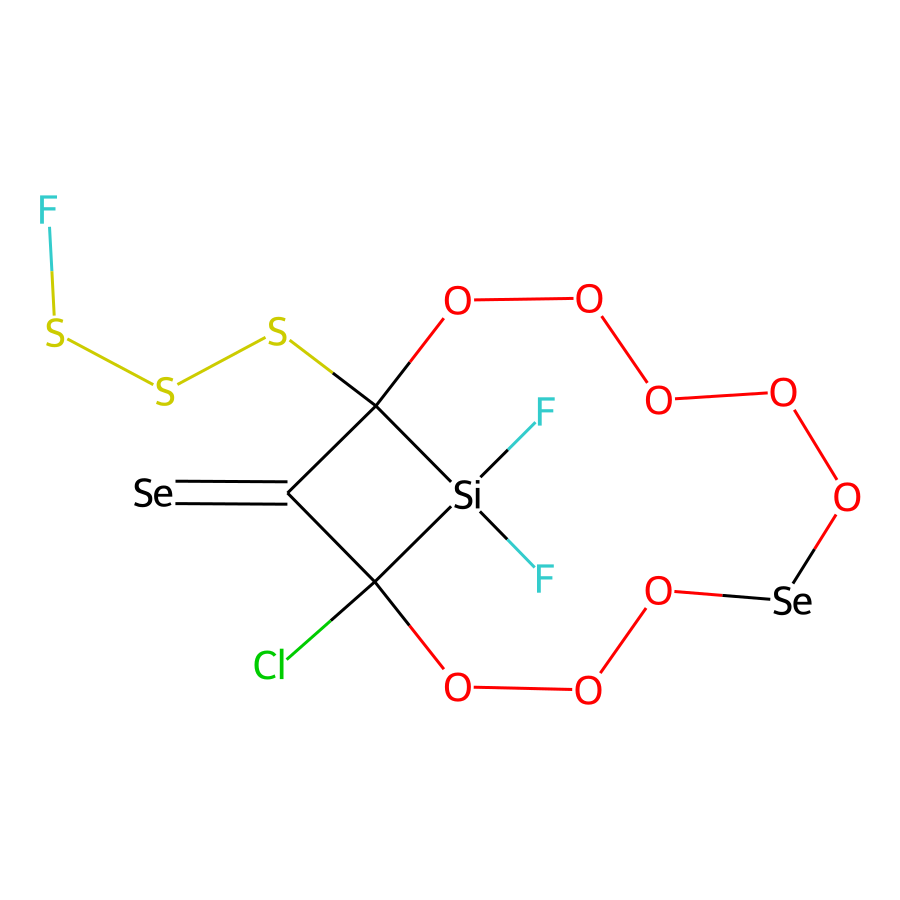 F
O O
S S
S O O
F
Se Si O
F O Se
Cl O O